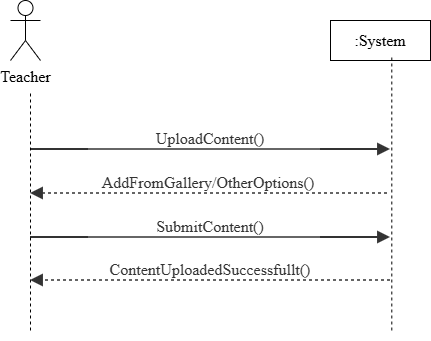 :System
Teacher
UploadContent()
AddFromGallery/OtherOptions()
SubmitContent()
ContentUploadedSuccessfullt()